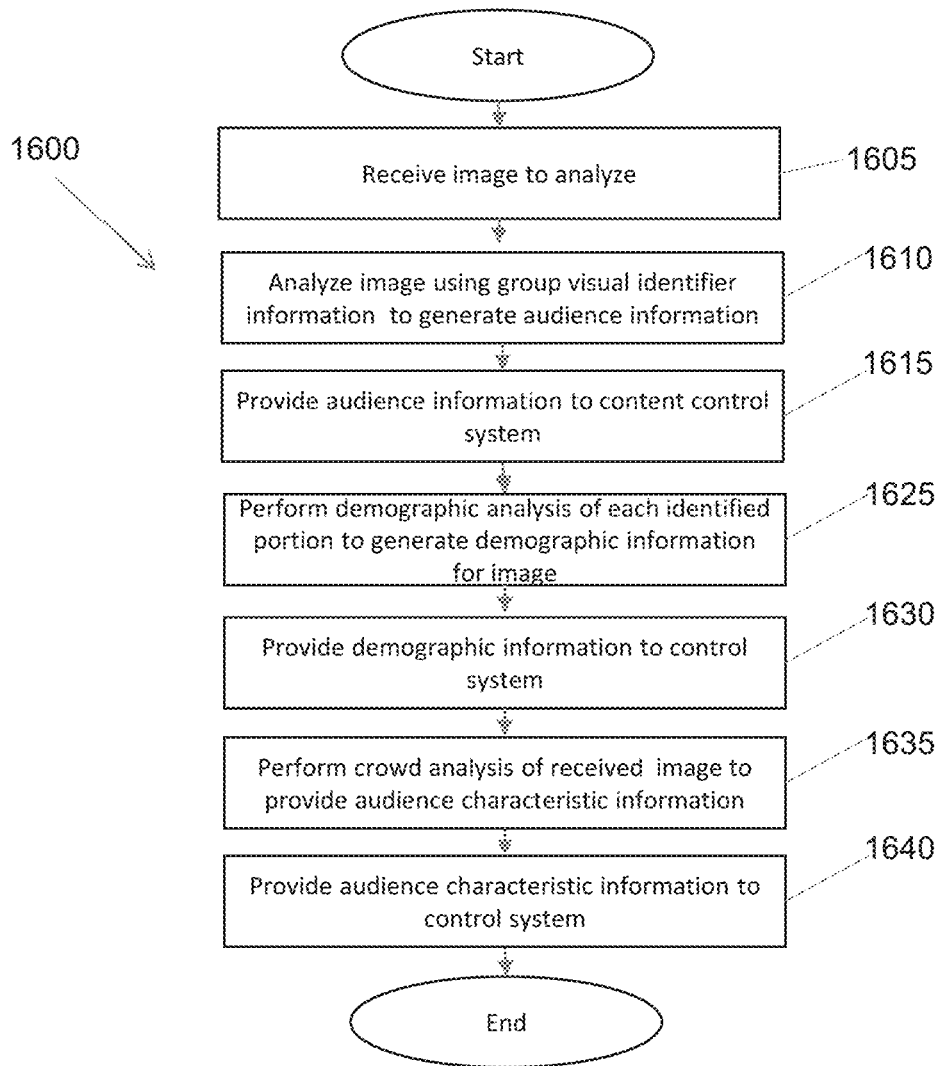 Start
1600
Receive image to analyze
1605
Analyze image using group visual identifier
information to generate audience information
1610
Provide audience information to content control
system
1615
Perform demographic analysis of each identified
portion to generate demographic information
for image
1625
Provide demographic information to control
system
1630
Perform crowd analysis of received image to
provide audience characteristic information
1635
Provide audience characteristic information to
control system
1640
End